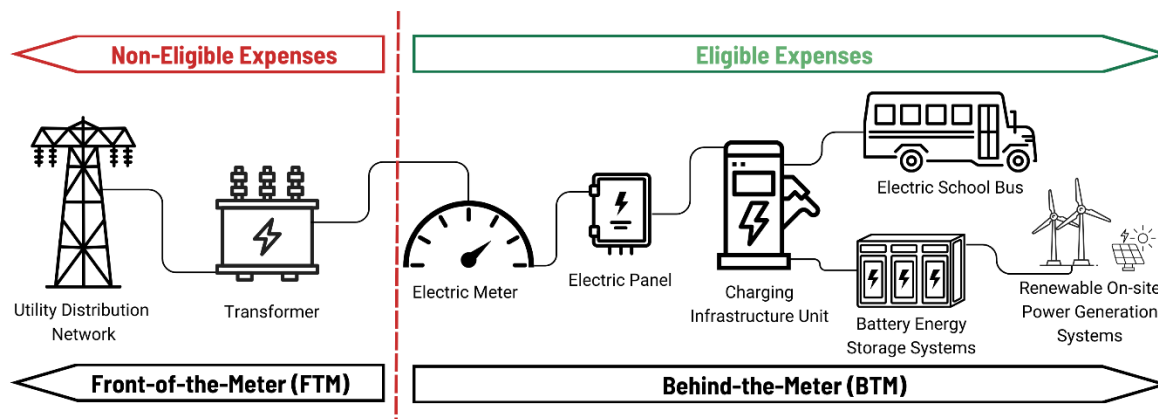 Non-Eligible Expenses
Eligible Expenses
Utility Distribution
Network
Transformer
Electric Meter
Electric Panel
Charging
Infrastructure Unit
Electric School Bus
Battery Energy
Storage Systems
Renewable On-site
Power Generation
Systems
Front-of-the-Meter (FTM)
Behind-the-Meter (BTM)